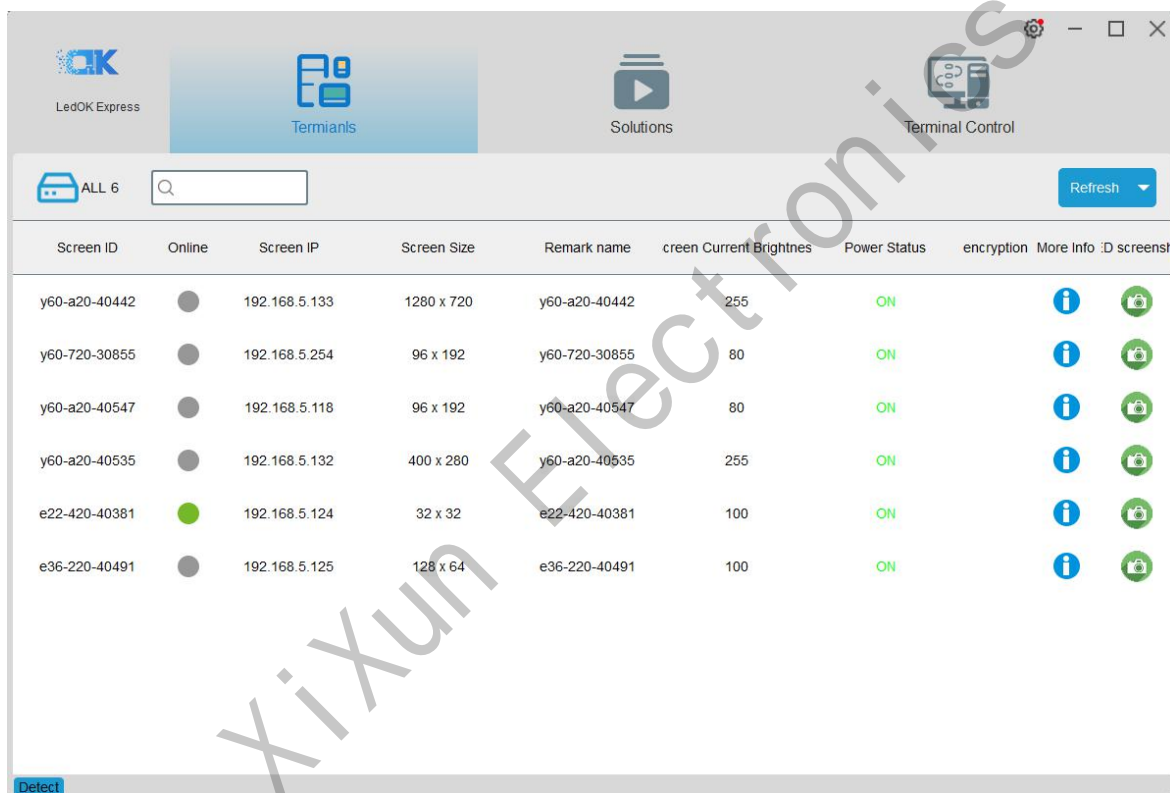 LedOK Express
Termianls
Solutions
Terminal Control
ALL 6
Refresh
Screen ID Online Screen IP Screen Size Remark name creen Current Brightnes Power Status encryption More Info D screensh
y60-a20-40442 192.168.5.133 1280 x 720 y60-a20-40442 255 ON
y60-720-30855 192.168.5.254 96 x 192 y60-720-30855 80 ON
y60-a20-40547 192.168.5.118 96 x 192 y60-a20-40547 80 ON
y60-a20-40535 192.168.5.132 400 x 280 y60-a20-40535 255 ON
e22-420-40381 192.168.5.124 32 x 32 e22-420-40381 100 ON
e36-220-40491 192.168.5.125 128 x 64 e36-220-40491 100 ON
Detect
XiXun Electronics